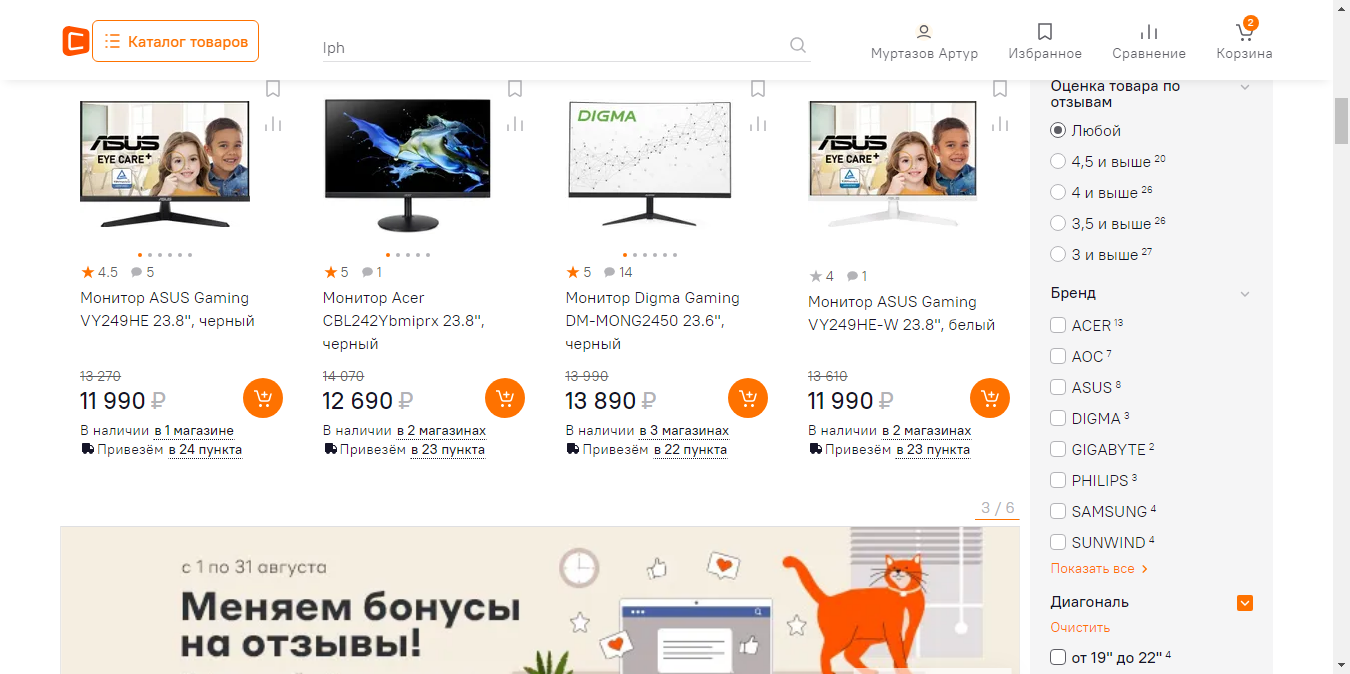 Каталог товаров
Iph
Муртазов Артур
Избранное
Сравнение
2
Корзина
ASUS
EYE CARE+
4.5
5
Монитор ASUS Gaming
VY249HE 23.8", черный
13 270
11 990 ₽
В наличии в 1 магазине
Привезём в 24 пункта
5
1
Монитор Acer
CBL242Ybmiprx 23.8",
черный
14 070
12 690 ₽
В наличии в 2 магазинах
Привезём в 23 пункта
DIGMA
5
14
Монитор Digma Gaming
DM-MONG2450 23.6",
черный
13 990
13 890 ₽
В наличии в 3 магазинах
Привезём в 22 пункта
ASUS
EYE CARE+
4
1
Монитор ASUS Gaming
VY249HE-W 23.8", белый
13 610
11 990 ₽
В наличии в 2 магазинах
Привезём в 23 пункта
3 / 6
с 1 по 31 августа
Меняем бонусы
на отзывы!
Оценка товара по
отзывам
Любой
4,5 и выше 20
4 и выше 26
3,5 и выше 26
3 и выше 27
Бренд
ACER 13
AOC 7
ASUS 8
DIGMA 3
GIGABYTE 2
PHILIPS 3
SAMSUNG 4
SUNWIND 4
Показать все
Диагональ
Очистить
от 19" до 22" 4